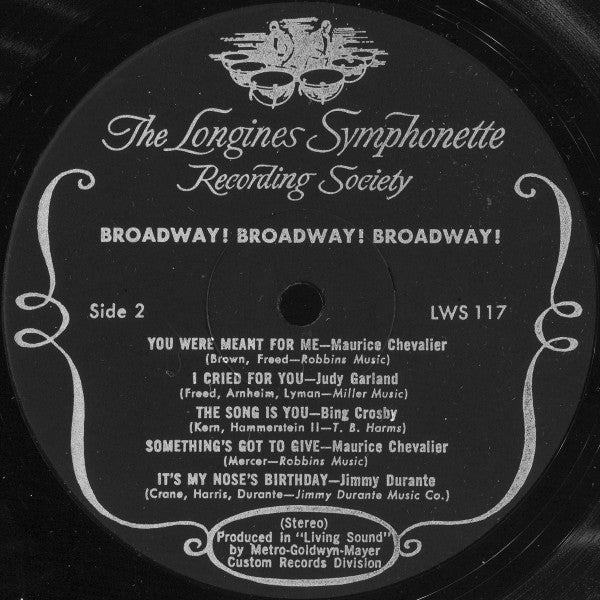 The Longines Symphonette
Recording Society
BROADWAY! BROADWAY! BROADWAY!
Side 2
LWS 117
YOU WERE MEANT FOR ME—Maurice Chevalier
(Brown, Freed—Robbins Music)
I CRIED FOR YOU—Judy Garland
(Freed, Arnheim, Lyman—Miller Music)
THE SONG IS YOU—Bing Crosby
(Kern, Hammerstein II—T. B. Harms)
SOMETHING'S GOT TO GIVE—Maurice Chevalier
(Mercer—Robbins Music)
IT'S MY NOSE'S BIRTHDAY—Jimmy Durante
(Crane, Harris, Durante—Jimmy Durante Music Co.)
(Stereo)
Produced in "Living Sound"
by Metro-Goldwyn-Mayer
Custom Records Division